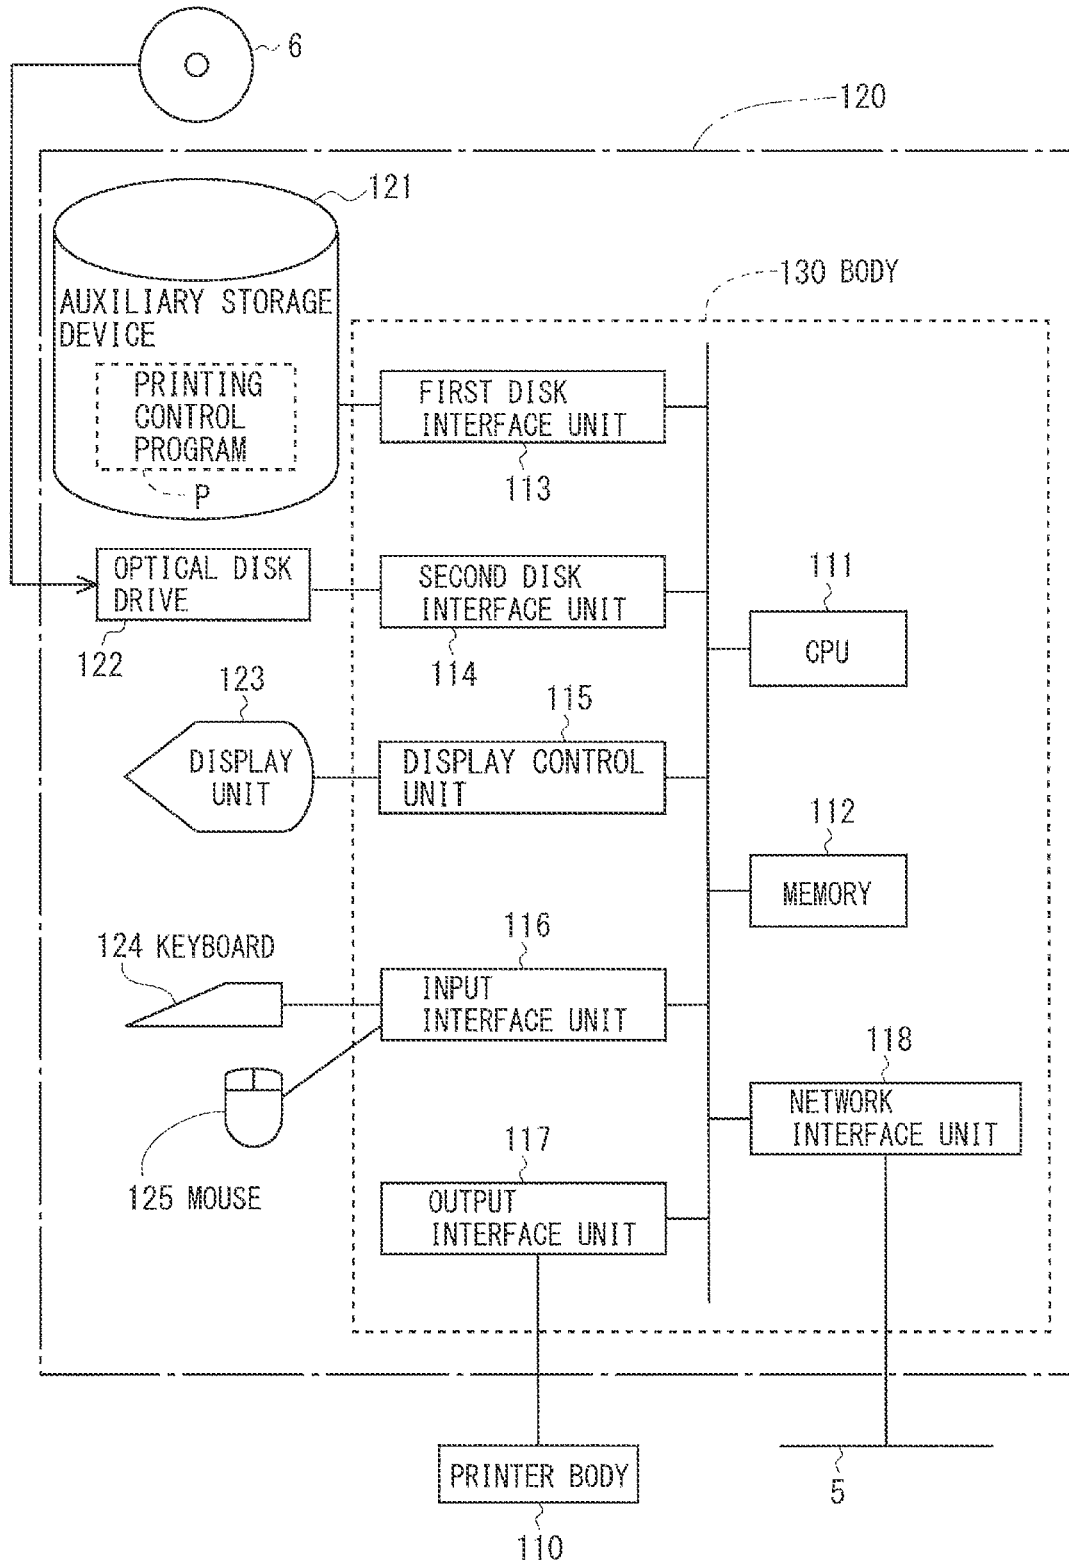 6
120
121
130 BODY
AUXILIARY STORAGE
DEVICE
PRINTING
CONTROL
PROGRAM
P
FIRST DISK
INTERFACE UNIT
113
OPTICAL DISK
DRIVE
122
SECOND DISK
INTERFACE UNIT
114
111
CPU
123
DISPLAY
UNIT
115
DISPLAY CONTROL
UNIT
112
MEMORY
124 KEYBOARD
116
INPUT
INTERFACE UNIT
125 MOUSE
118
NETWORK
INTERFACE UNIT
117
OUTPUT
INTERFACE UNIT
PRINTER BODY
110
5